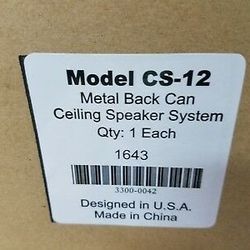 Model CS-12
Metal Back Can
Ceiling Speaker System
Qty: 1 Each
1643
3300-0042
Designed in U.S.A.
Made in China